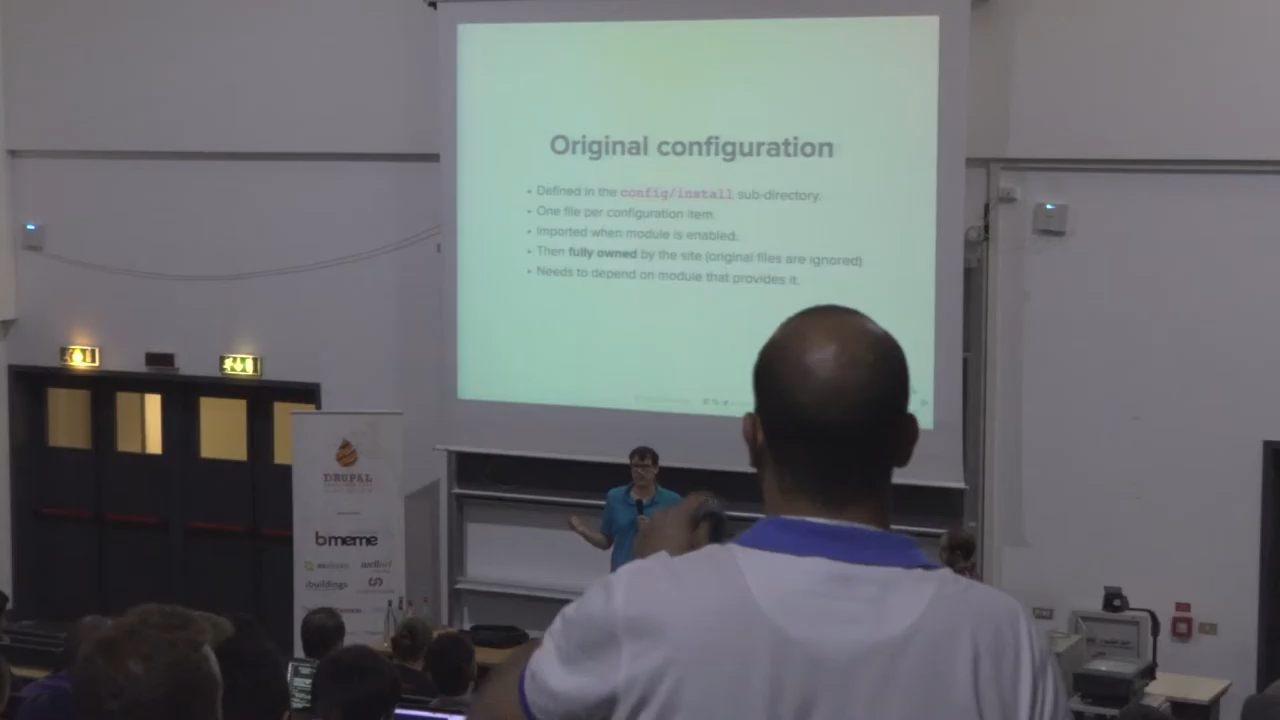 Original configuration
• Defined in the config/install sub-directory.
• One file per configuration item.
• Imported when module is enabled.
• Then fully owned by the site (original files are ignored)
• Needs to depend on module that provides it.
DRUPAL
bmeme